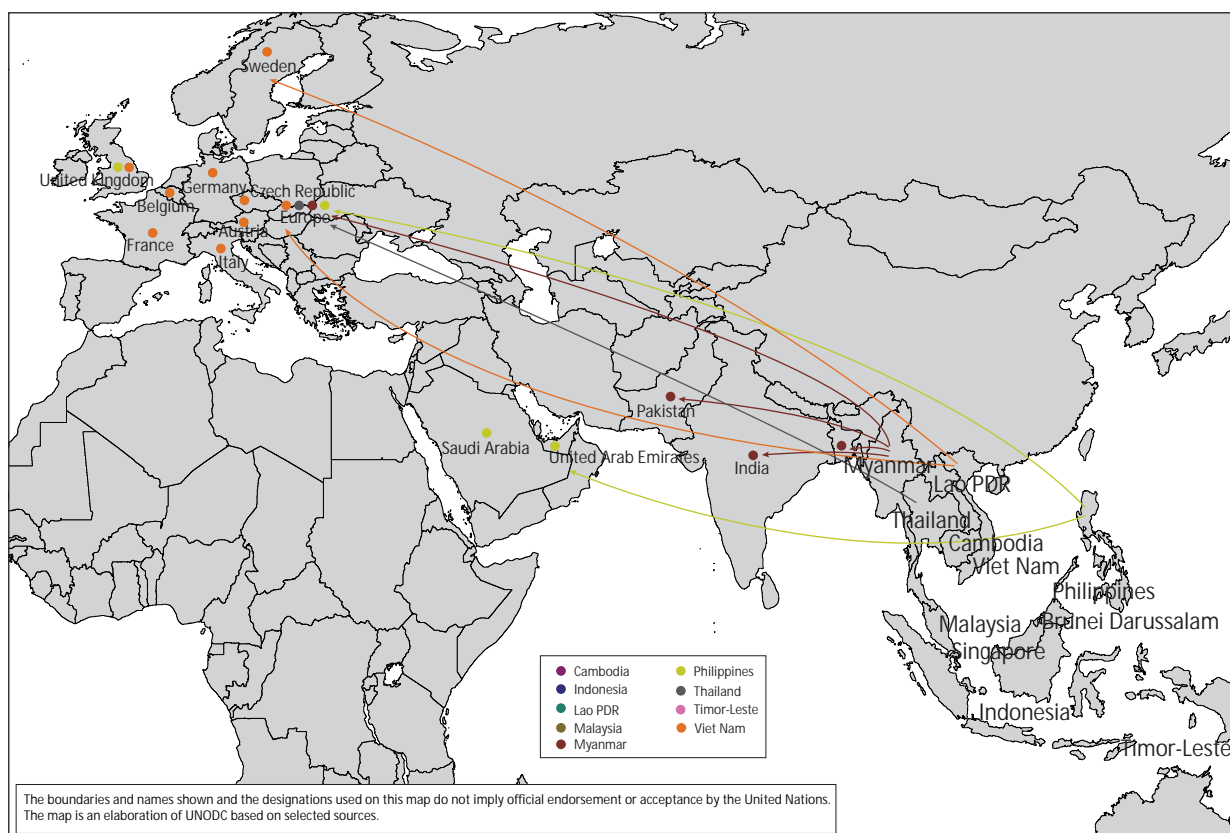 Sweden
United Kingdom
Germany
Czech Republic
Belgium
Europe
Austria
France
Italy
Pakistan
Saudi Arabia
United Arab Emirates
India
Myanmar
Lao PDR
Thailand
Cambodia
Viet Nam
Philippines
Brunei Darussalam
Malaysia
Singapore
Indonesia
Timor-Leste
Cambodia
Indonesia
Lao PDR
Malaysia
Myanmar
Philippines
Thailand
Timor-Leste
Viet Nam
The boundaries and names shown and the designations used on this map do not imply official endorsement or acceptance by the United Nations.
The map is an elaboration of UNODC based on selected sources.